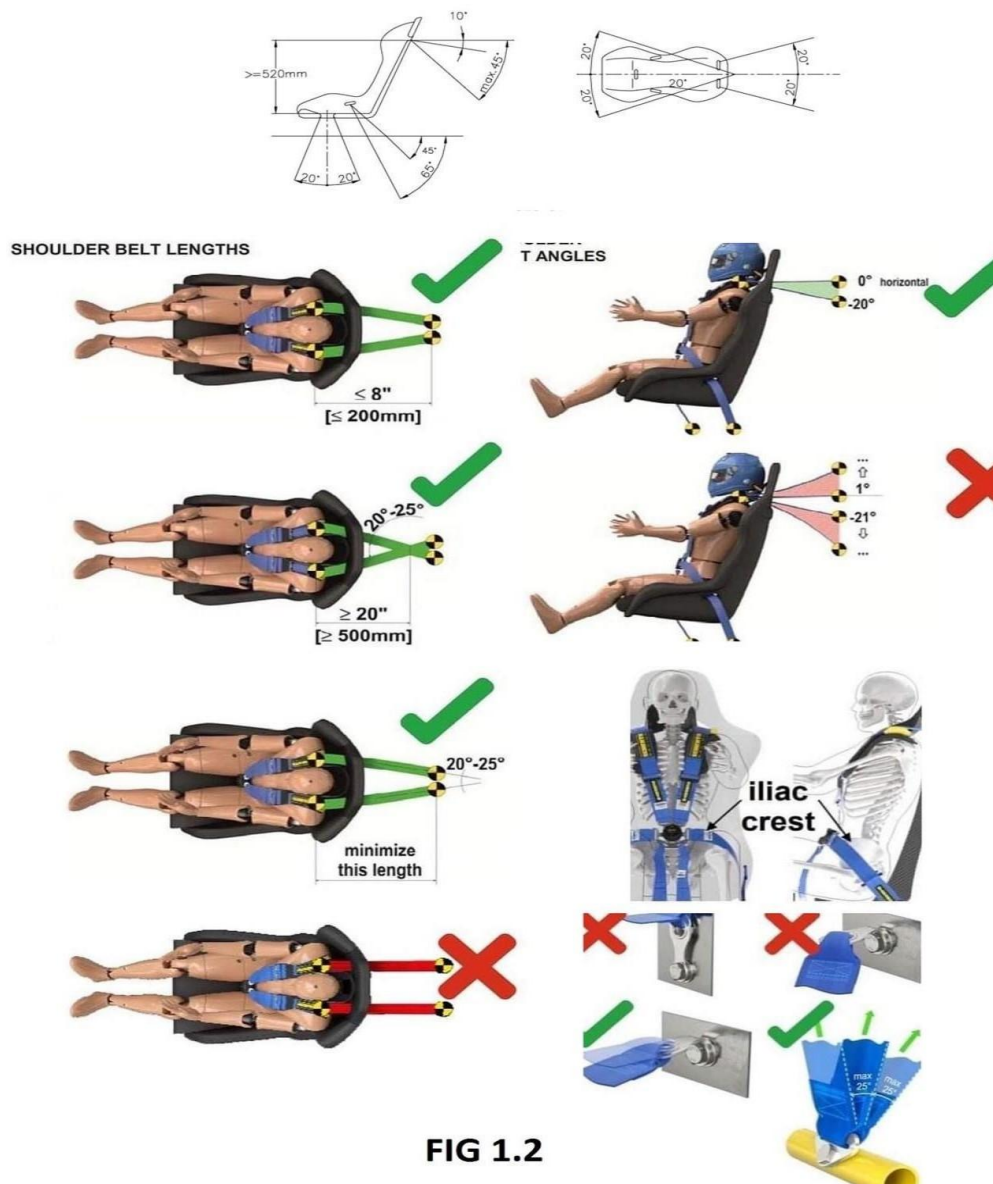 10°
>=520mm
max.45°
45°
65°
20° 20°
20°
20°
20°
20°
20°
SHOULDER BELT LENGTHS
T ANGLES
≤ 8"
[≤ 200mm]
0° horizontal
-20°
20°-25°
≥ 20"
[≥ 500mm]
...
1°
-21°
...
20°-25°
minimize
this length
iliac
crest
max
25°
max
25°
FIG 1.2